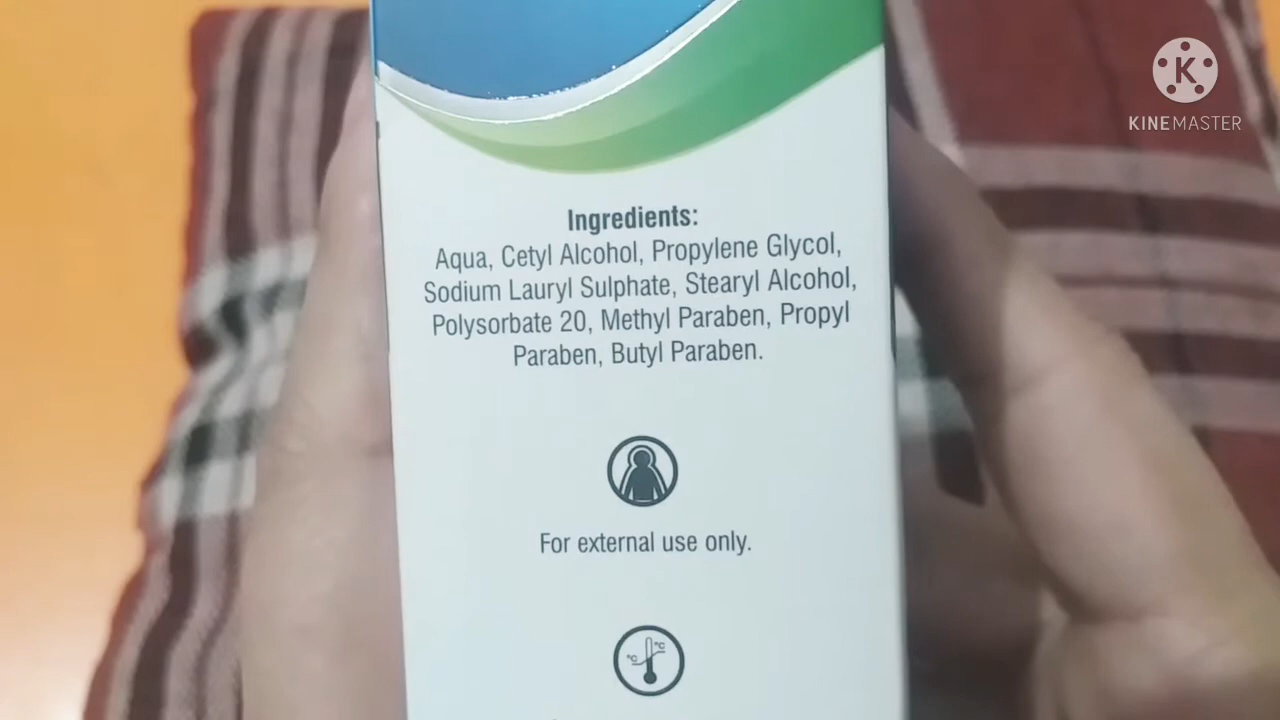 K
KINEMASTER
Ingredients:
Aqua, Cetyl Alcohol, Propylene Glycol,
Sodium Lauryl Sulphate, Stearyl Alcohol,
Polysorbate 20, Methyl Paraben, Propyl
Paraben, Butyl Paraben.
For external use only.
°C °C